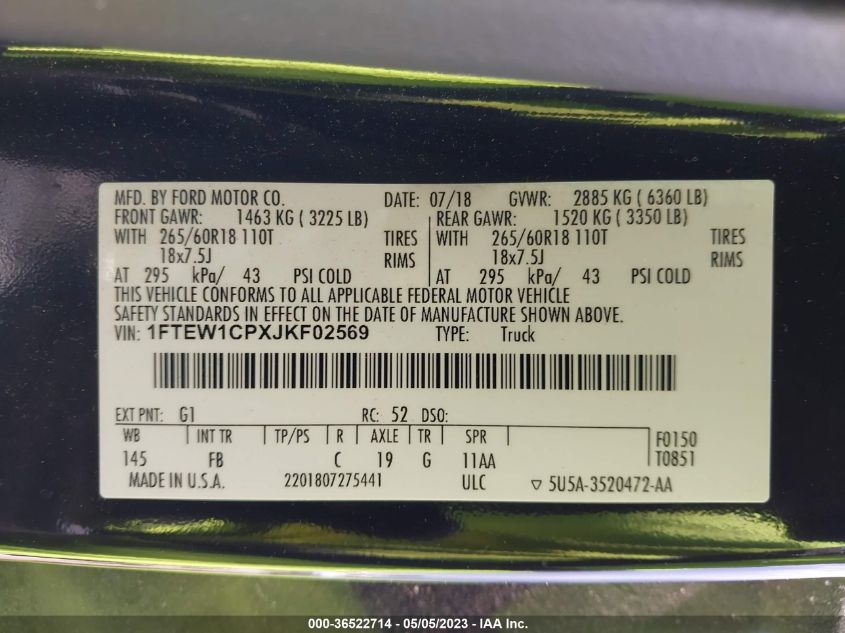 MFD. BY FORD MOTOR CO. DATE: 07/18 GVWR: 2885 KG ( 6360 LB)
FRONT GAWR: 1463 KG ( 3225 LB) REAR GAWR: 1520 KG ( 3350 LB)
WITH 265/60R18 110T TIRES WITH 265/60R18 110T TIRES
18x7.5J RIMS 18x7.5J RIMS
AT 295 kPa/ 43 PSI COLD AT 295 kPa/ 43 PSI COLD
THIS VEHICLE CONFORMS TO ALL APPLICABLE FEDERAL MOTOR VEHICLE
SAFETY STANDARDS IN EFFECT ON THE DATE OF MANUFACTURE SHOWN ABOVE.
VIN: 1FTEW1CPXJKF02569 TYPE: Truck
EXT PNT: G1 RC: 52 DSO:
WB INT TR TP/PS R AXLE TR SPR F0150
145 FB C 19 G 11AA T0851
MADE IN U.S.A. 2201807275441 ULC ▽ 5U5A-3520472-AA
000-36522714 - 05/05/2023 - IAA Inc.